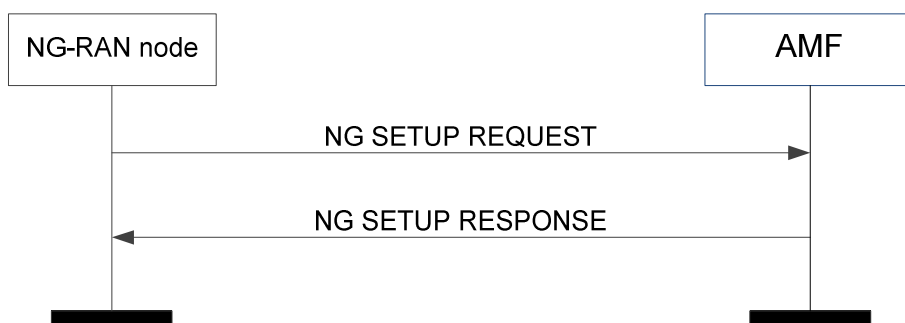 NG-RAN node
AMF
NG SETUP REQUEST
NG SETUP RESPONSE